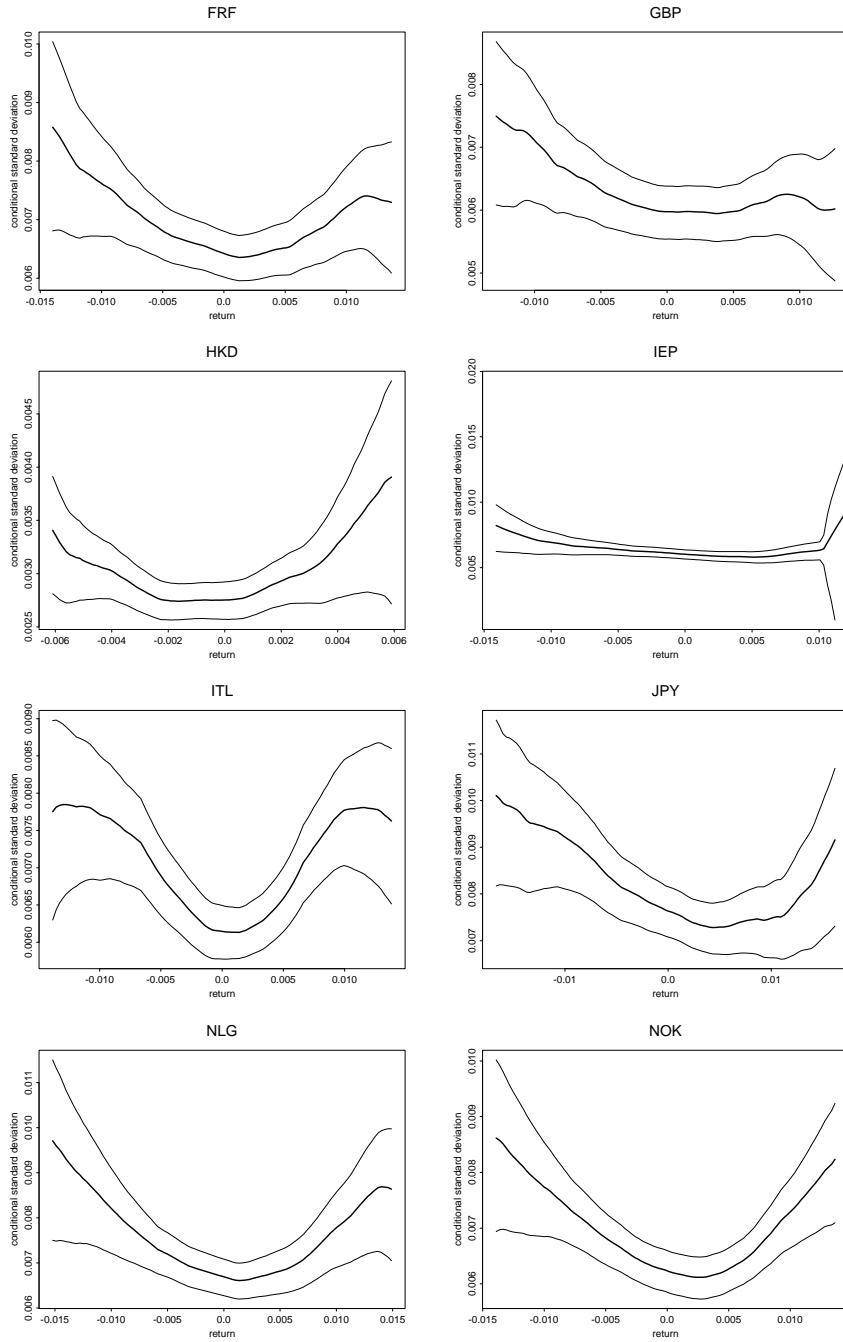 FRF
conditional standard deviation
0.006 0.007 0.008 0.009 0.010
-0.015 -0.010 -0.005 0.0 0.005 0.010
return
GBP
conditional standard deviation
0.005 0.006 0.007 0.008
-0.010 -0.005 0.0 0.005 0.010
return
HKD
conditional standard deviation
0.0025 0.0030 0.0035 0.0045
-0.006 -0.004 -0.002 0.0 0.002 0.004 0.006
return
IEP
conditional standard deviation
0.005 0.010 0.015 0.020
-0.015 -0.010 -0.005 0.0 0.005 0.010
return
ITL
conditional standard deviation
0.0060 0.0065 0.0070 0.0075 0.0080 0.0085 0.0090
-0.010 -0.005 0.0 0.005 0.010
return
JPY
conditional standard deviation
0.007 0.008 0.009 0.010 0.011
-0.01 0.0 0.01
return
NLG
conditional standard deviation
0.006 0.007 0.008 0.009 0.010 0.011
-0.015 -0.010 -0.005 0.0 0.005 0.010 0.015
return
NOK
conditional standard deviation
0.006 0.007 0.008 0.009 0.010
-0.015 -0.010 -0.005 0.0 0.005 0.010
return